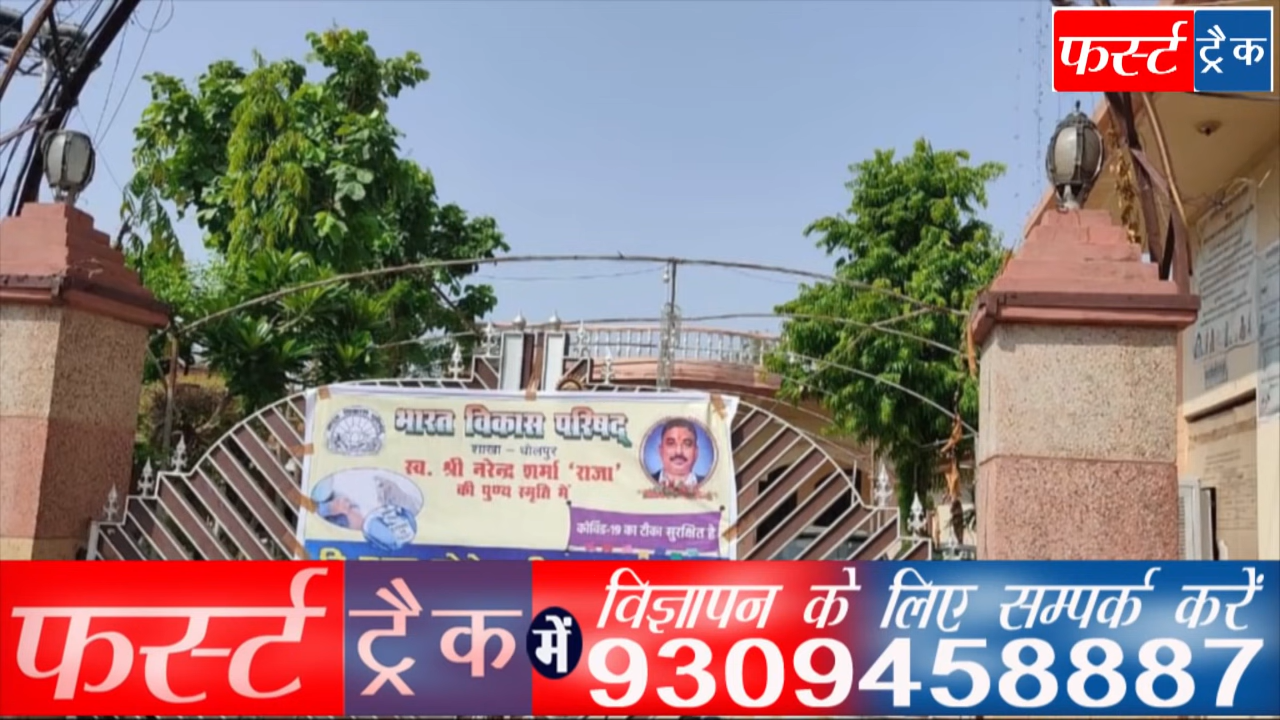 फर्स्ट ट्रैक
भारत विकास परिषद्
शाखा – धोलपुर
स्व. श्री नरेन्द्र शर्मा 'राजा'
की पुण्य स्मृति में
कोविड-19 का टीका सुरक्षित है
फर्स्ट ट्रैक में विज्ञापन के लिए सम्पर्क करें
9309458887